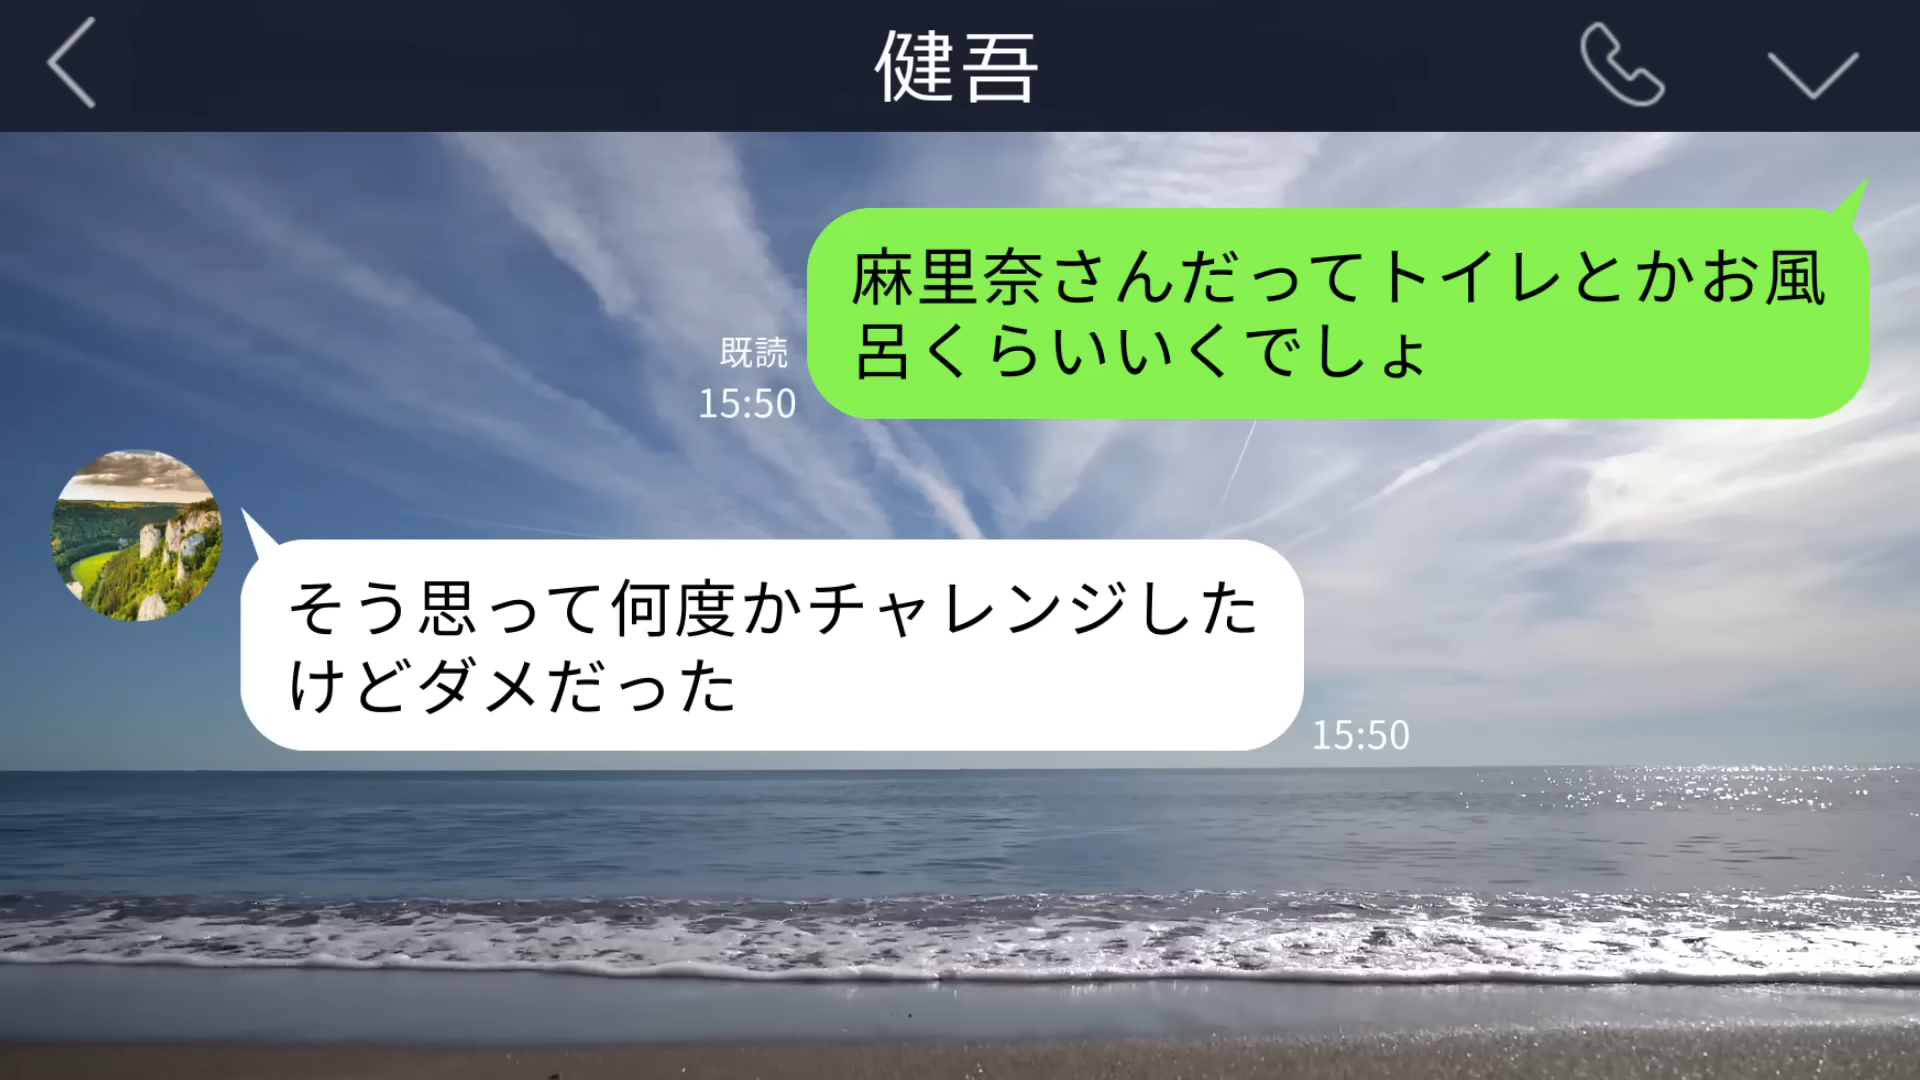 健吾
麻里奈さんだってトイレとかお風
呂くらいいくでしょ
既読
15:50
そう思って何度かチャレンジした
けどダメだった
15:50